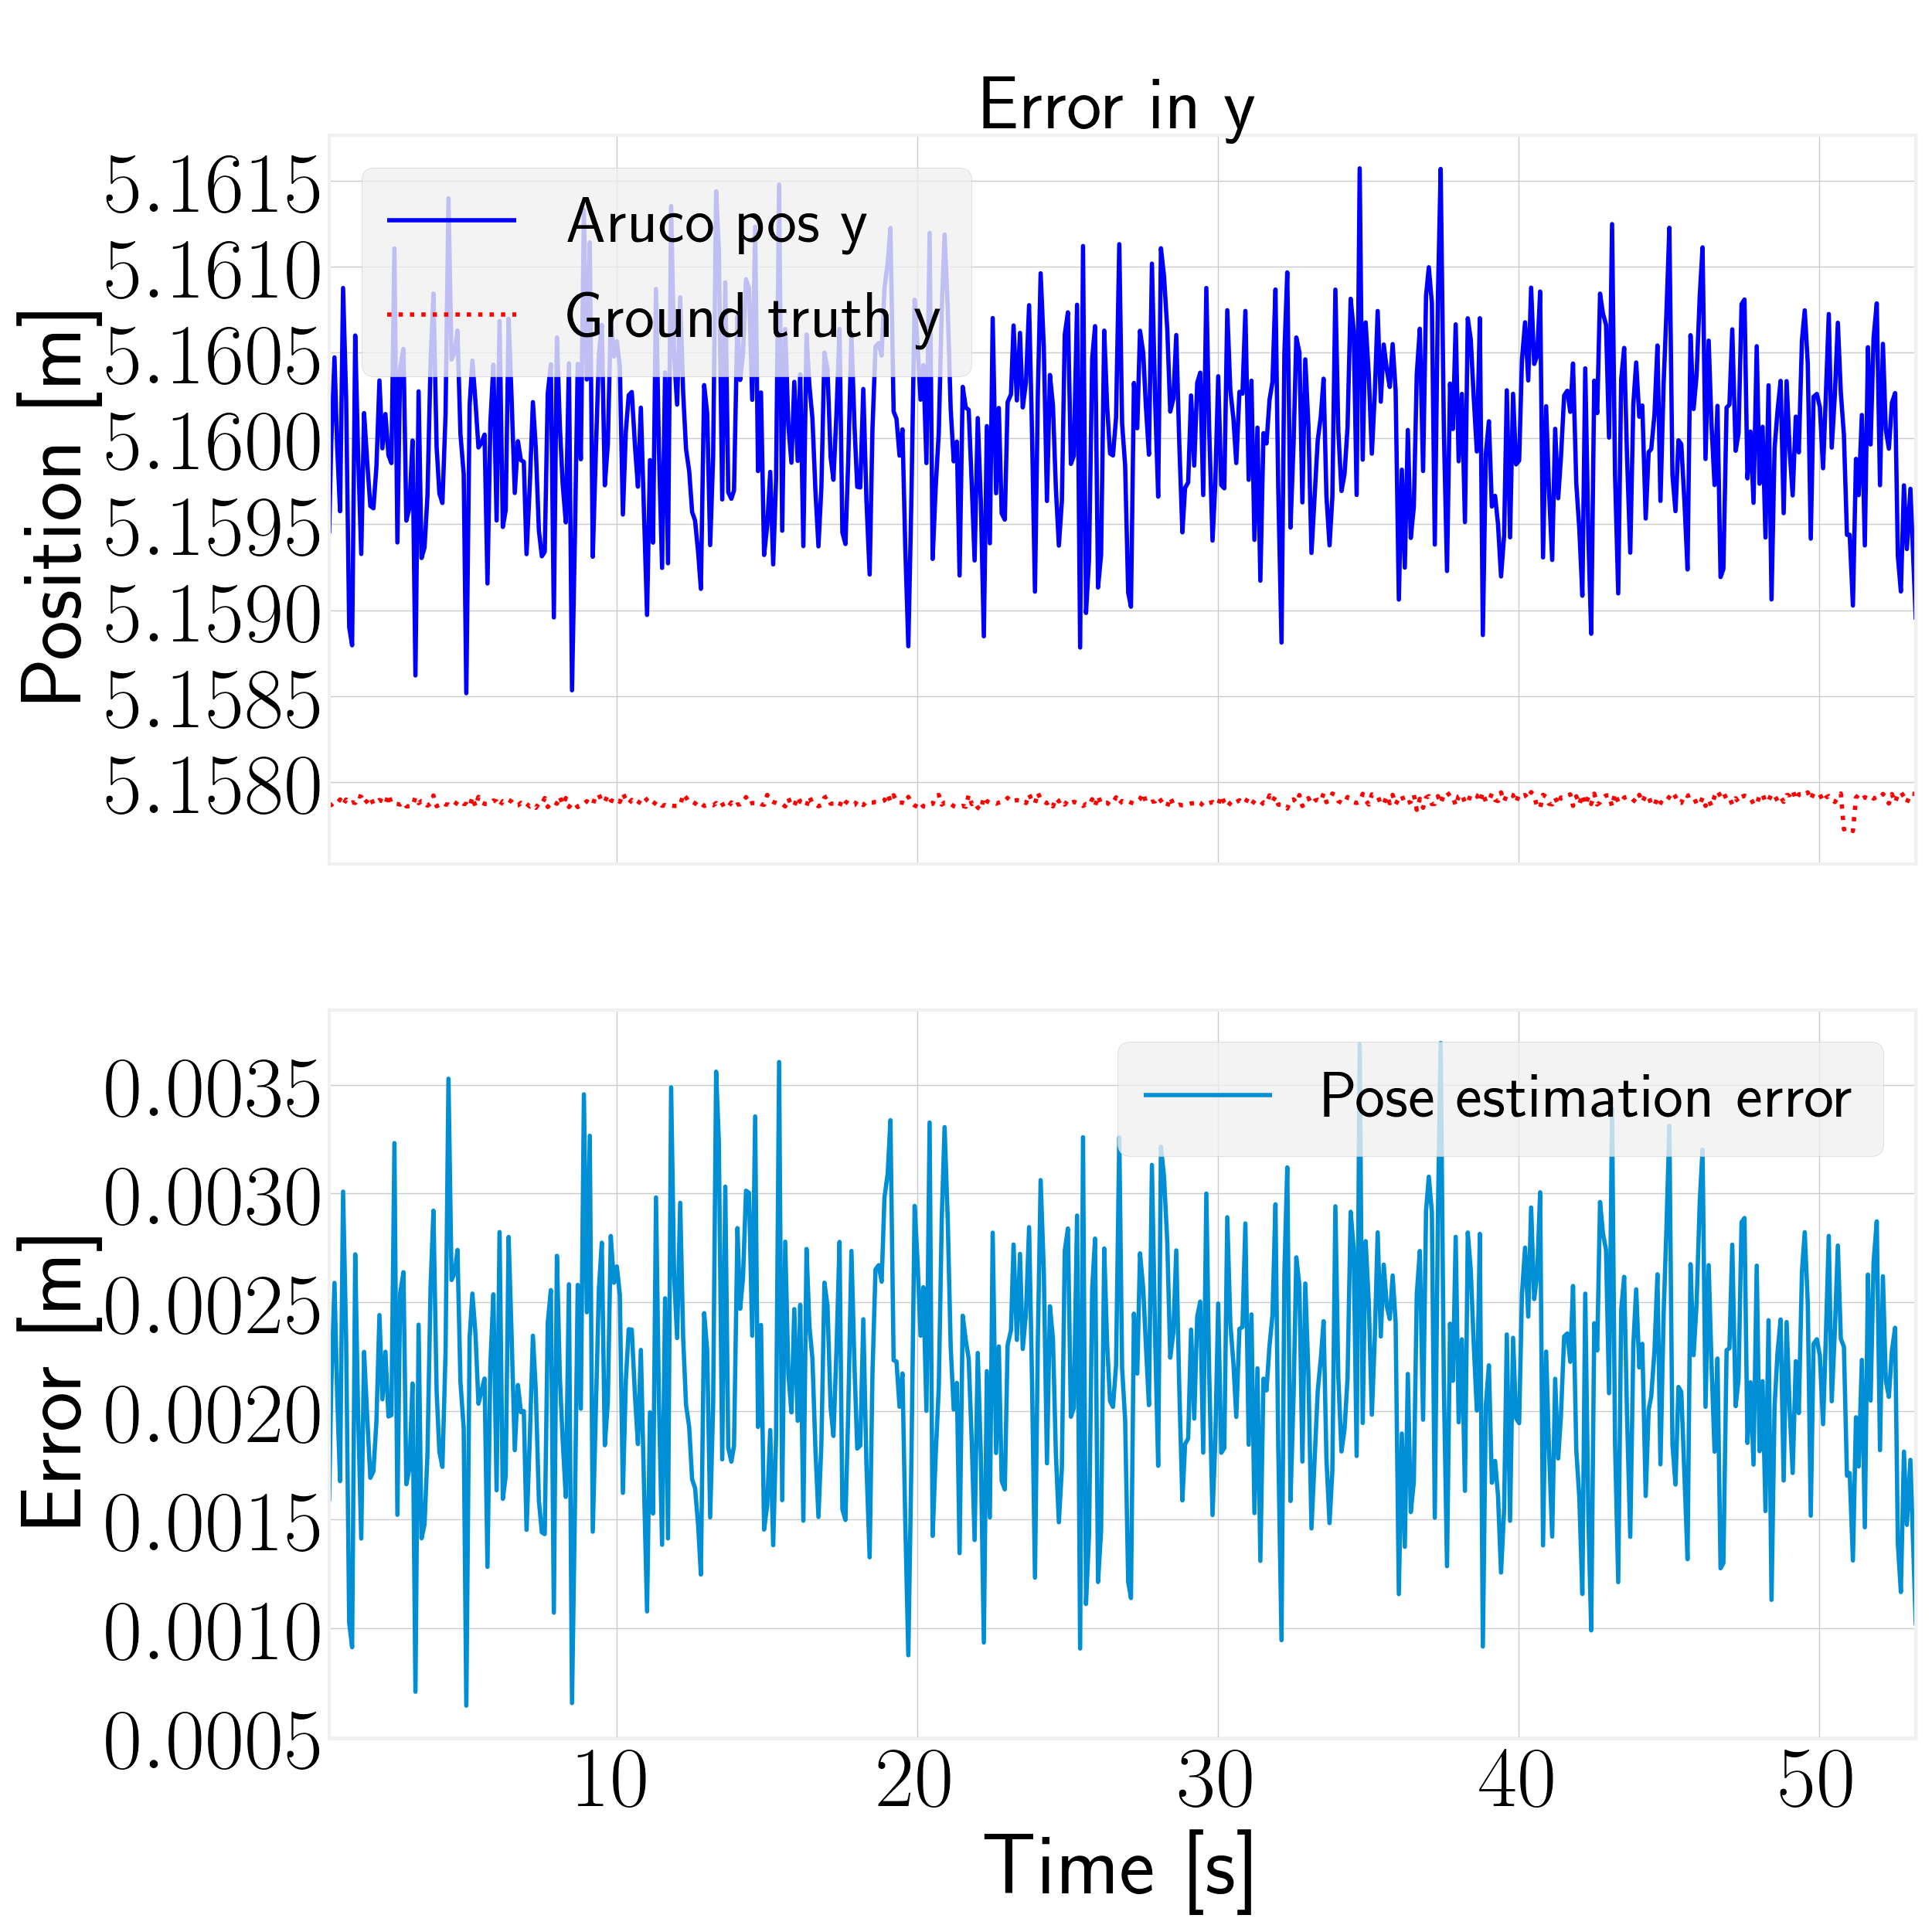 Error in y
Position [m]
5.1615
5.1610
5.1605
5.1600
5.1595
5.1590
5.1585
5.1580
Aruco pos y
Ground truth y
Error [m]
0.0035
0.0030
0.0025
0.0020
0.0015
0.0010
0.0005
Pose estimation error
10 20 30 40 50
Time [s]